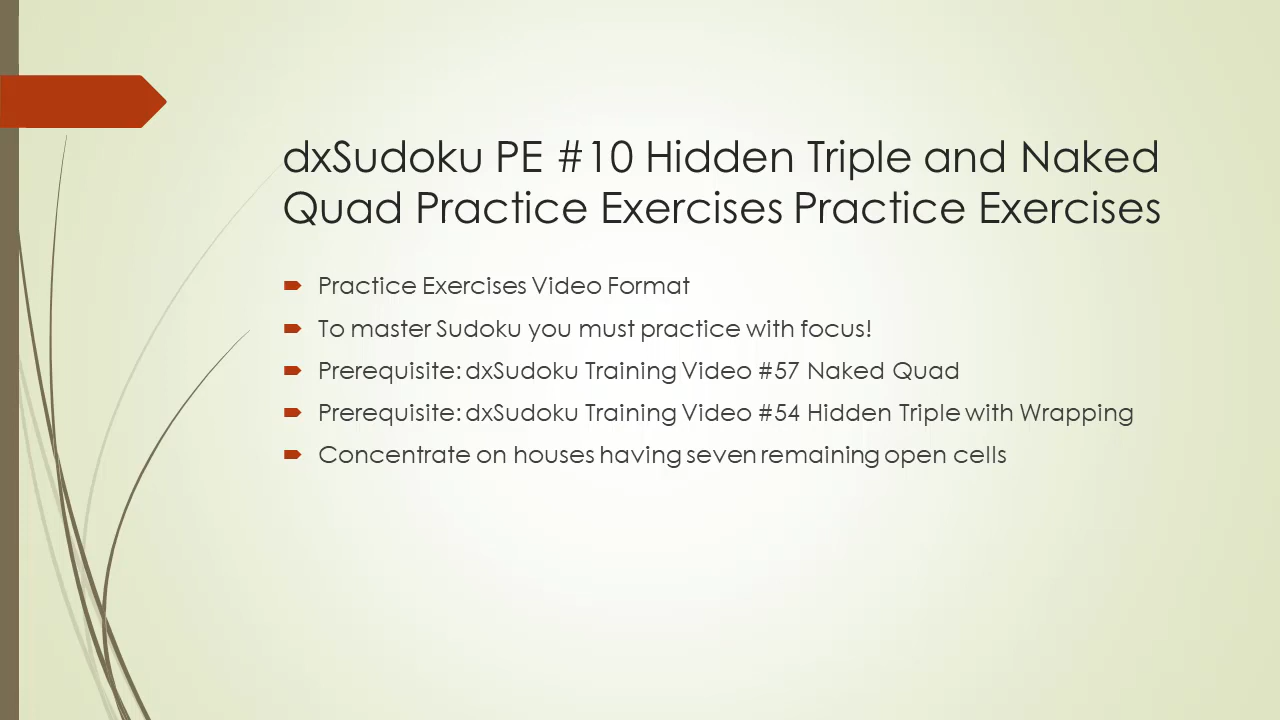 dxSudoku PE #10 Hidden Triple and Naked
Quad Practice Exercises Practice Exercises
Practice Exercises Video Format
To master Sudoku you must practice with focus!
Prerequisite: dxSudoku Training Video #57 Naked Quad
Prerequisite: dxSudoku Training Video #54 Hidden Triple with Wrapping
Concentrate on houses having seven remaining open cells